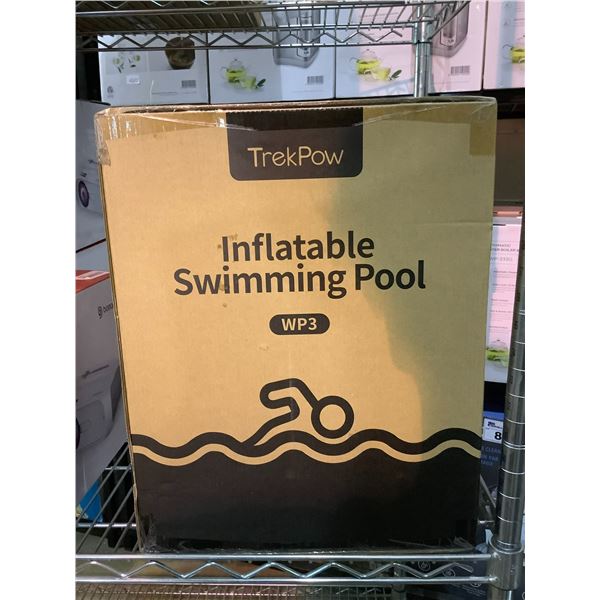 TrekPow
Inflatable
Swimming Pool
WP3